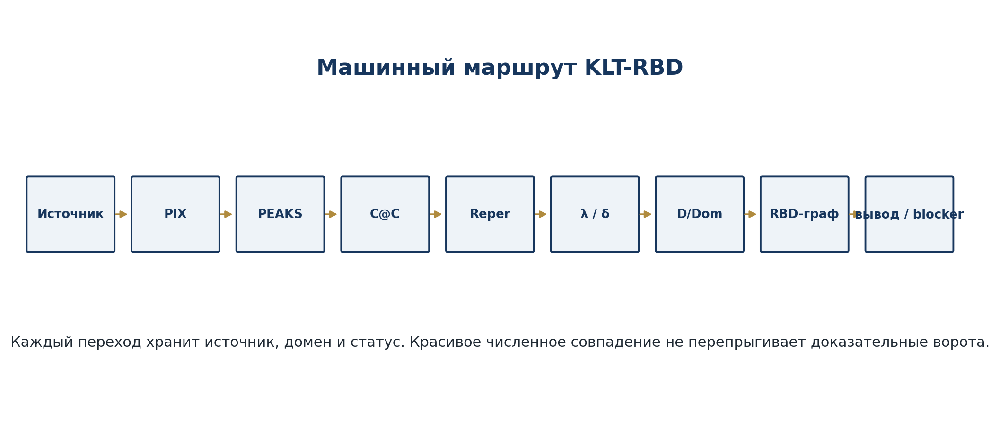 Машинный маршрут KLT-RBD
Источник
PIX
PEAKS
C@C
Reper
λ / δ
D/Dom
RBD-граф
вывод / blocker
Каждый переход хранит источник, домен и статус. Красивое численное совпадение не перепрыгивает доказательные ворота.